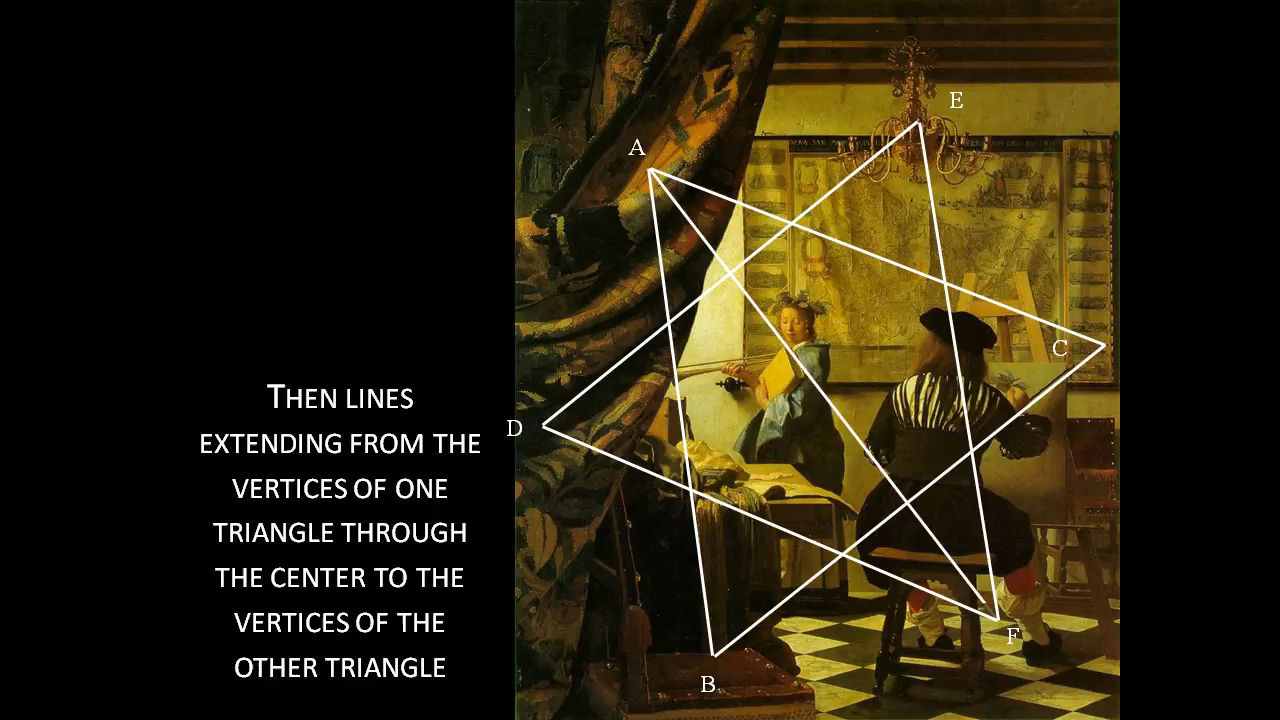 THEN LINES
EXTENDING FROM THE
VERTICES OF ONE
TRIANGLE THROUGH
THE CENTER TO THE
VERTICES OF THE
OTHER TRIANGLE
E
A
C
D
F
B